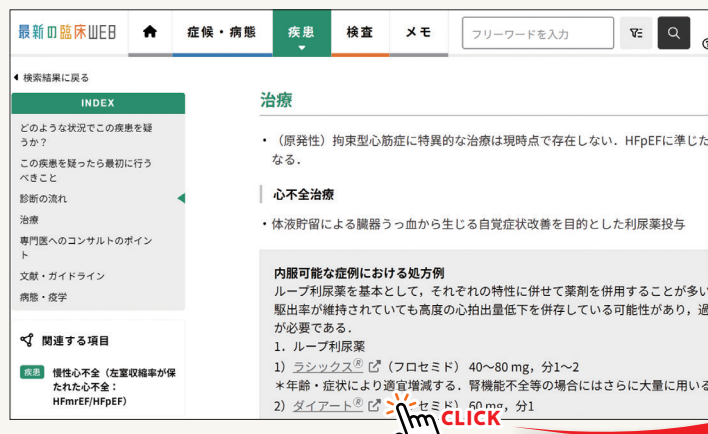 最新の臨床WEB
症候・病態
疾患
検査
メモ
フリーワードを入力
検索結果に戻る
INDEX
どのような状況でこの疾患を疑
うか?
この疾患を疑ったら最初に行う
べきこと
診断の流れ
治療
専門医へのコンサルトのポイン
ト
文献・ガイドライン
病態・疫学
関連する項目
疾患 慢性心不全(左室収縮率が保
たれた心不全:
HFmrEF/HFpEF)
治療
・(原発性)拘束型心筋症に特異的な治療は現時点で存在しない.HFpEFに準じた
なる.
心不全治療
・体液貯留による臓器うっ血から生じる自覚症状改善を目的とした利尿薬投与
内服可能な症例における処方例
ループ利尿薬を基本として,それぞれの特性に併せて薬剤を併用することが多い
駆出率が維持されていても高度の心拍出量低下を併存している可能性があり,過
が必要である.
1.ループ利尿薬
1)ラシックス® (フロセミド)40〜80 mg,分1〜2
*年齢・症状により適宜増減する.腎機能不全等の場合にはさらに大量に用いる
2)ダイアート® セミド)60 mg,分1
CLICK